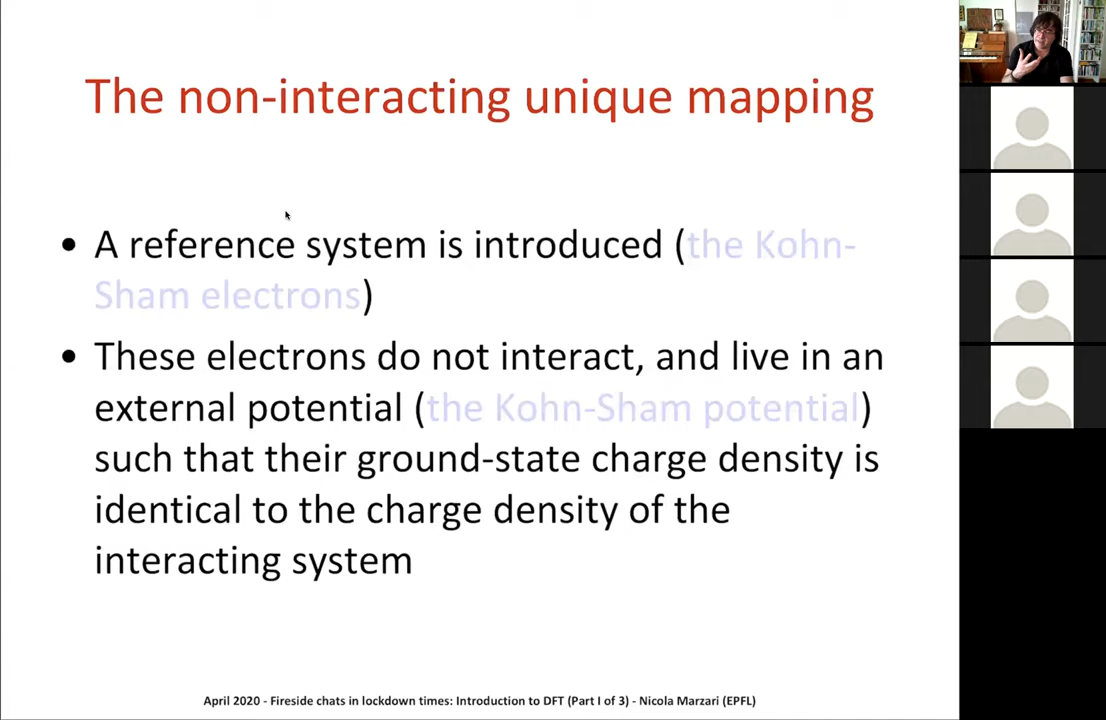 The non-interacting unique mapping
• A reference system is introduced (the Kohn-
Sham electrons)
• These electrons do not interact, and live in an
external potential (the Kohn-Sham potential)
such that their ground-state charge density is
identical to the charge density of the
interacting system
April 2020 - Fireside chats in lockdown times: Introduction to DFT (Part I of 3) - Nicola Marzari (EPFL)